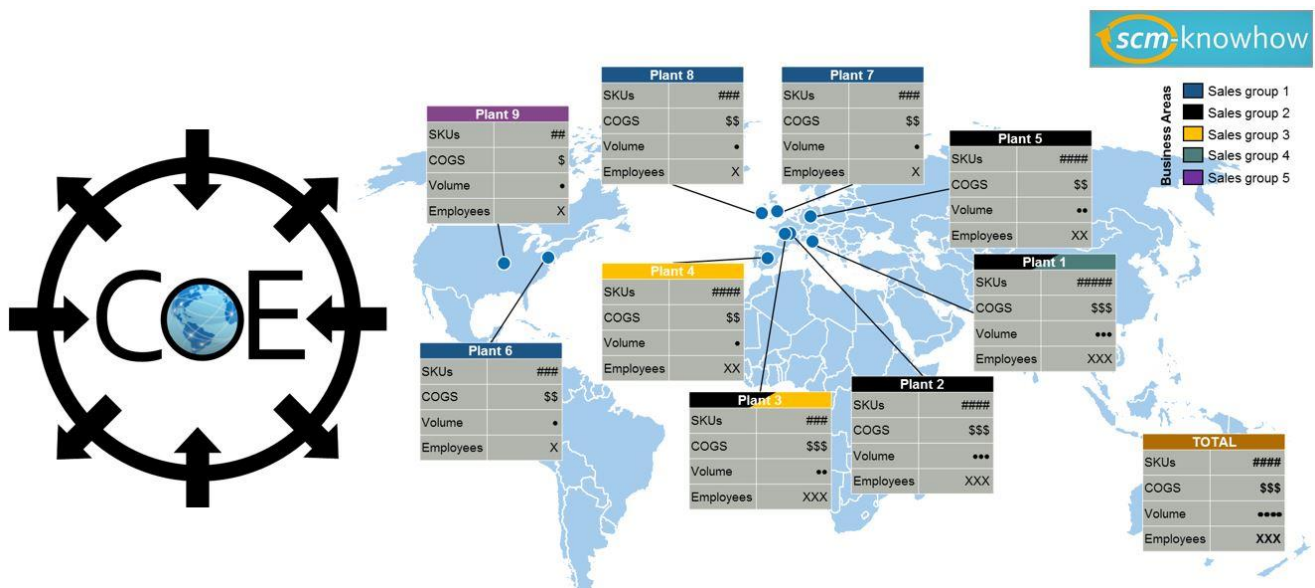 scm-knowhow
Business Areas
Sales group 1
Sales group 2
Sales group 3
Sales group 4
Sales group 5
CoE
Plant 8
SKUs ###
COGS $$
Volume •
Employees X
Plant 7
SKUs ###
COGS $$
Volume •
Employees X
Plant 9
SKUs ##
COGS $
Volume •
Employees X
Plant 5
SKUs ####
COGS $$
Volume ••
Employees XX
Plant 4
SKUs ####
COGS $$
Volume •
Employees XX
Plant 1
SKUs #####
COGS $$$
Volume •••
Employees XXX
Plant 6
SKUs ###
COGS $$
Volume •
Employees X
Plant 3
SKUs ###
COGS $$$
Volume ••
Employees XXX
Plant 2
SKUs ####
COGS $$$
Volume •••
Employees XXX
TOTAL
SKUs ####
COGS $$$
Volume ••••
Employees XXX